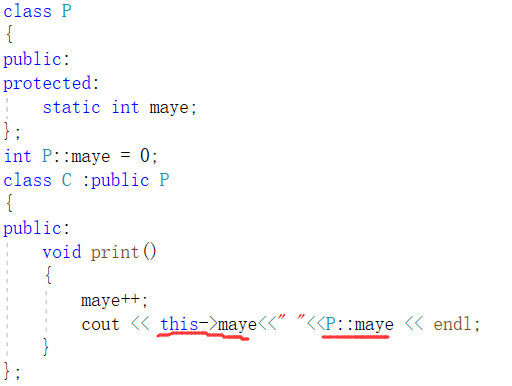 class P
{
public:
protected:
    static int maye;
};
int P::maye = 0;
class C :public P
{
public:
    void print()
    {
        maye++;
        cout << this->maye<<" "<<P::maye << endl;
    }
};